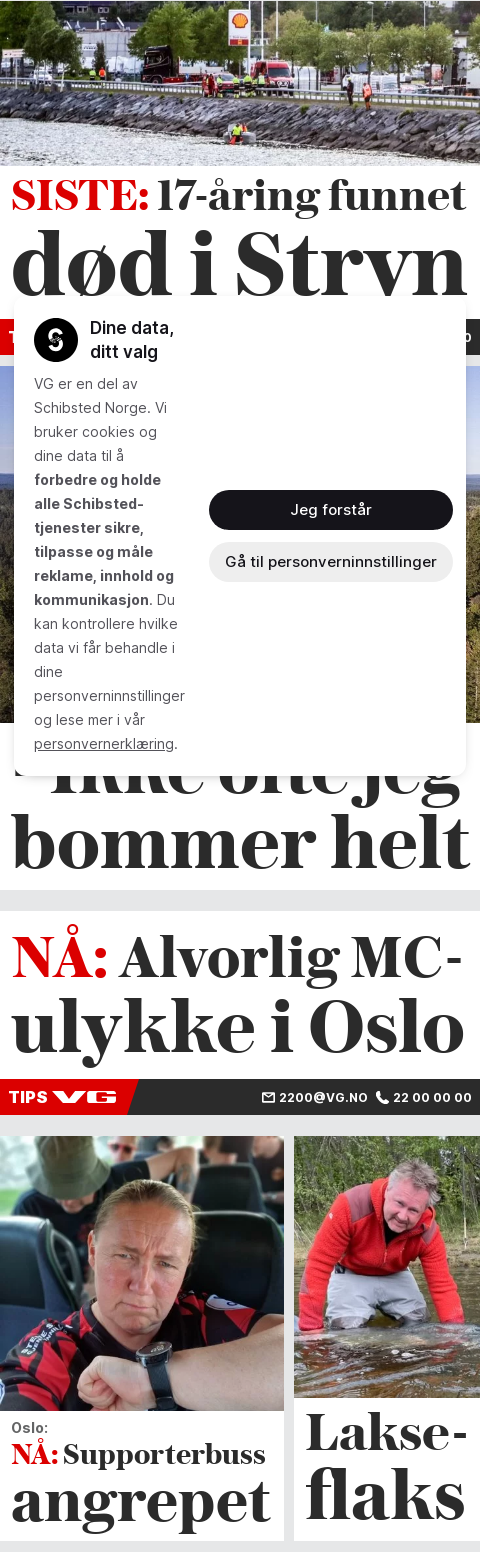 SISTE: 17-åring funnet
død i Stryn
Dine data,
ditt valg
VG er en del av
Schibsted Norge. Vi
bruker cookies og
dine data til å
forbedre og holde
alle Schibsted-
tjenester sikre,
tilpasse og måle
reklame, innhold og
kommunikasjon. Du
kan kontrollere hvilke
data vi får behandle i
dine
personverninnstillinger
og lese mer i vår
personvernerklæring.
Jeg forstår
Gå til personverninnstillinger
- Ikke ofte jeg
bommer helt
NÅ: Alvorlig MC-
ulykke i Oslo
TIPS VG 2200@VG.NO 22 00 00 00
Oslo:
NÅ: Supporterbuss
angrepet
Lakse-
flaks